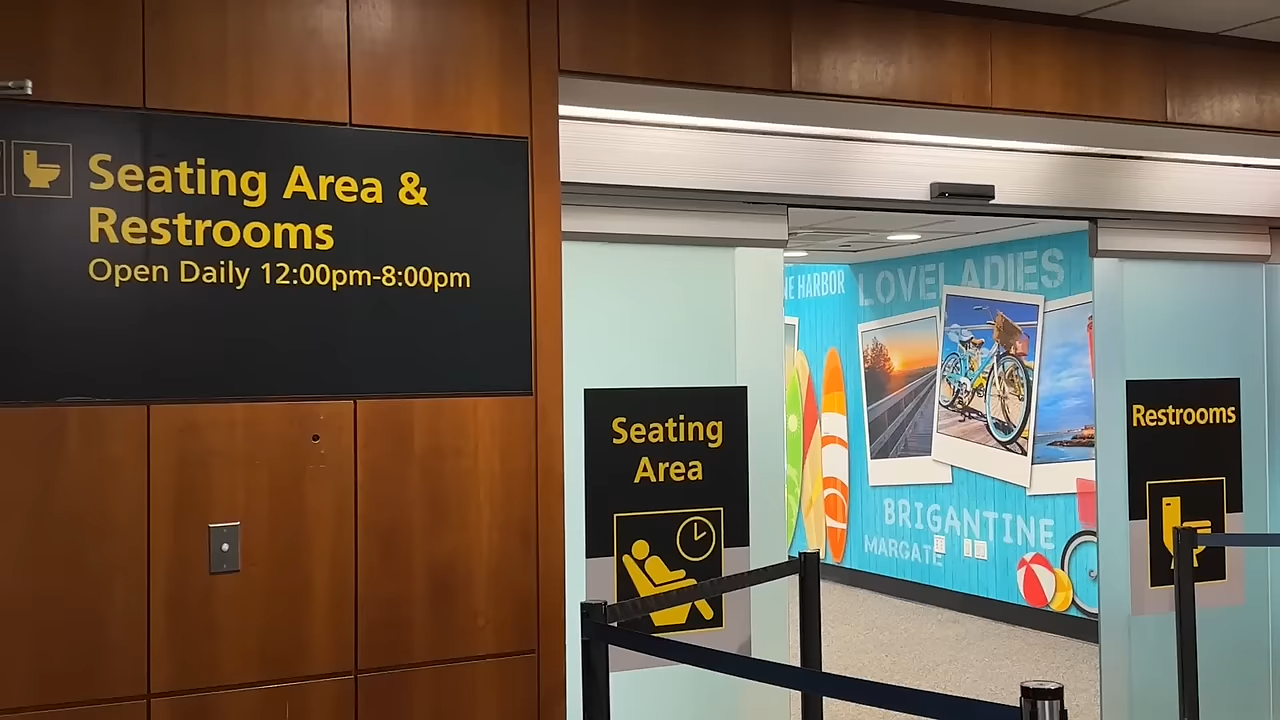 Seating Area &
Restrooms
Open Daily 12:00pm-8:00pm
Seating
Area
HARBOR
LOVELADIES
BRIGANTINE
MARGATE
Restrooms